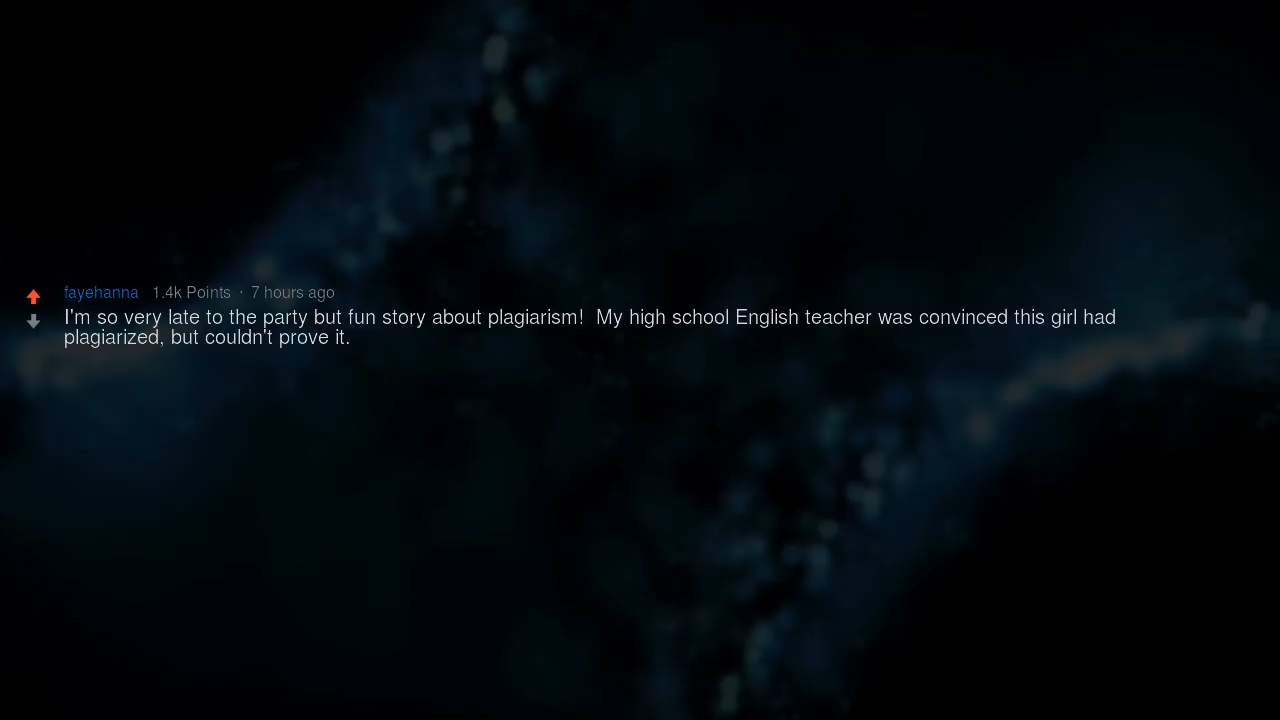 fayehanna 1.4k Points · 7 hours ago
I'm so very late to the party but fun story about plagiarism!  My high school English teacher was convinced this girl had
plagiarized, but couldn't prove it.